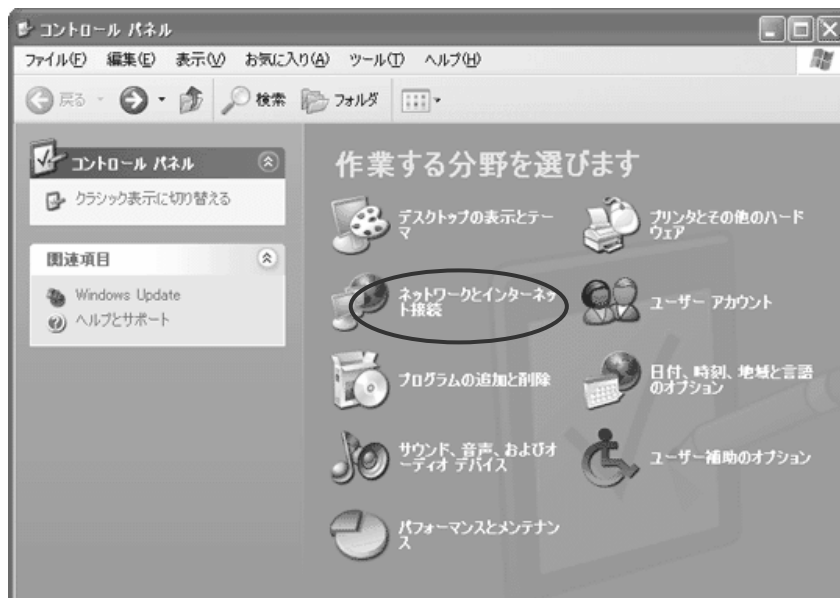 コントロール パネル
ファイル(F) 編集(E) 表示(V) お気に入り(A) ツール(T) ヘルプ(H)
戻る 検索 フォルダ
コントロール パネル
クラシック表示に切り替える
関連項目
Windows Update
ヘルプとサポート
作業する分野を選びます
デスクトップの表示とテー
マ
プリンタとその他のハード
ウェア
ネットワークとインターネッ
ト接続
ユーザー アカウント
プログラムの追加と削除
日付、時刻、地域と言語
のオプション
サウンド、音声、およびオ
ーディオ デバイス
ユーザー補助のオプション
パフォーマンスとメンテナン
ス